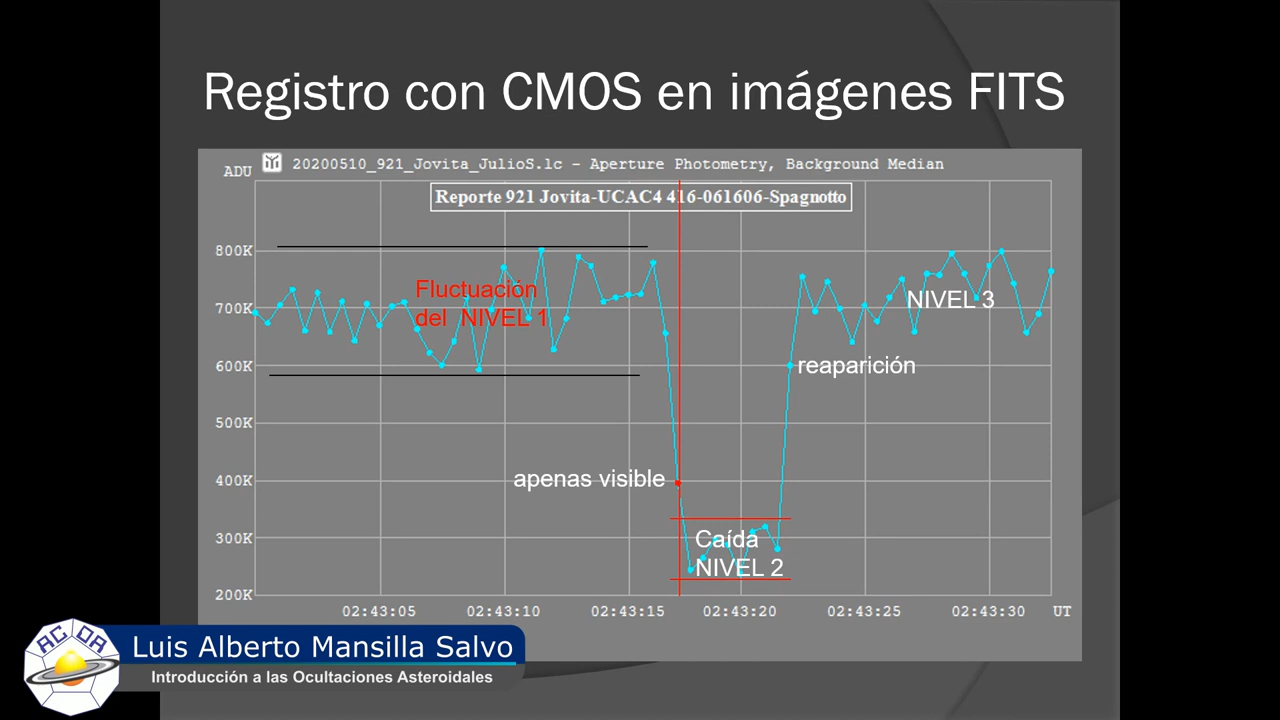 Registro con CMOS en imágenes FITS
20200510_921_Jovita_JulioS.lc - Aperture Photometry, Background Median
ADU
Reporte 921 Jovita-UCAC4 416-061606-Spagnotto
800K
Fluctuación
del NIVEL 1
700K
NIVEL 3
600K
reaparición
500K
400K
apenas visible
300K
Caída
NIVEL 2
200K
02:43:05 02:43:10 02:43:15 02:43:20 02:43:25 02:43:30 UT
AC DA
Luis Alberto Mansilla Salvo
Introducción a las Ocultaciones Asteroidales